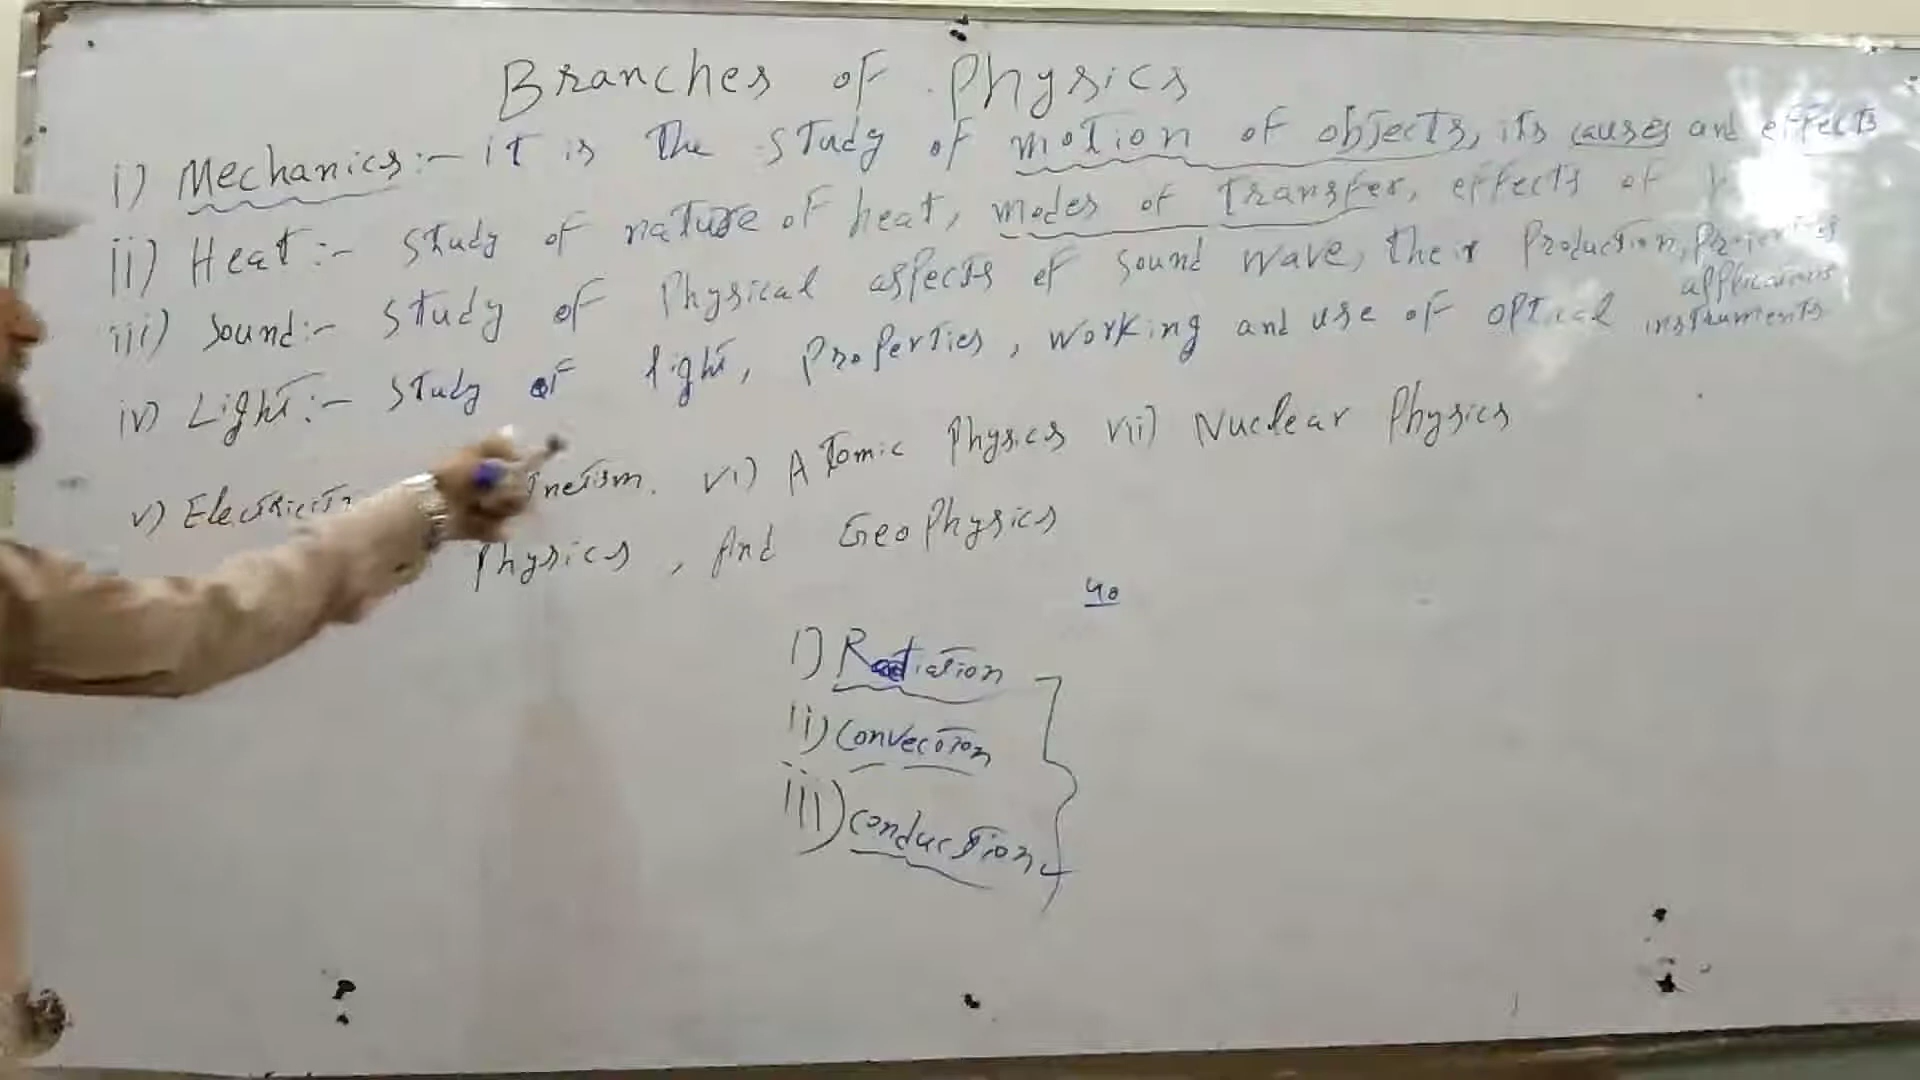 Branches of Physics
i) Mechanics:- it is the study of motion of objects, its causes and effects
ii) Heat:- study of nature of heat, modes of transfer, effects of
iii) Sound:- study of Physical aspects of sound wave, their Production, Properties
applications
iv) Light:- study of light, Properties, working and use of optical instruments
v) Electricity netism. vi) Atomic Physics vii) Nuclear Physics
Physics, And GeoPhysics
i) Radiation
ii) convection
iii) conduction